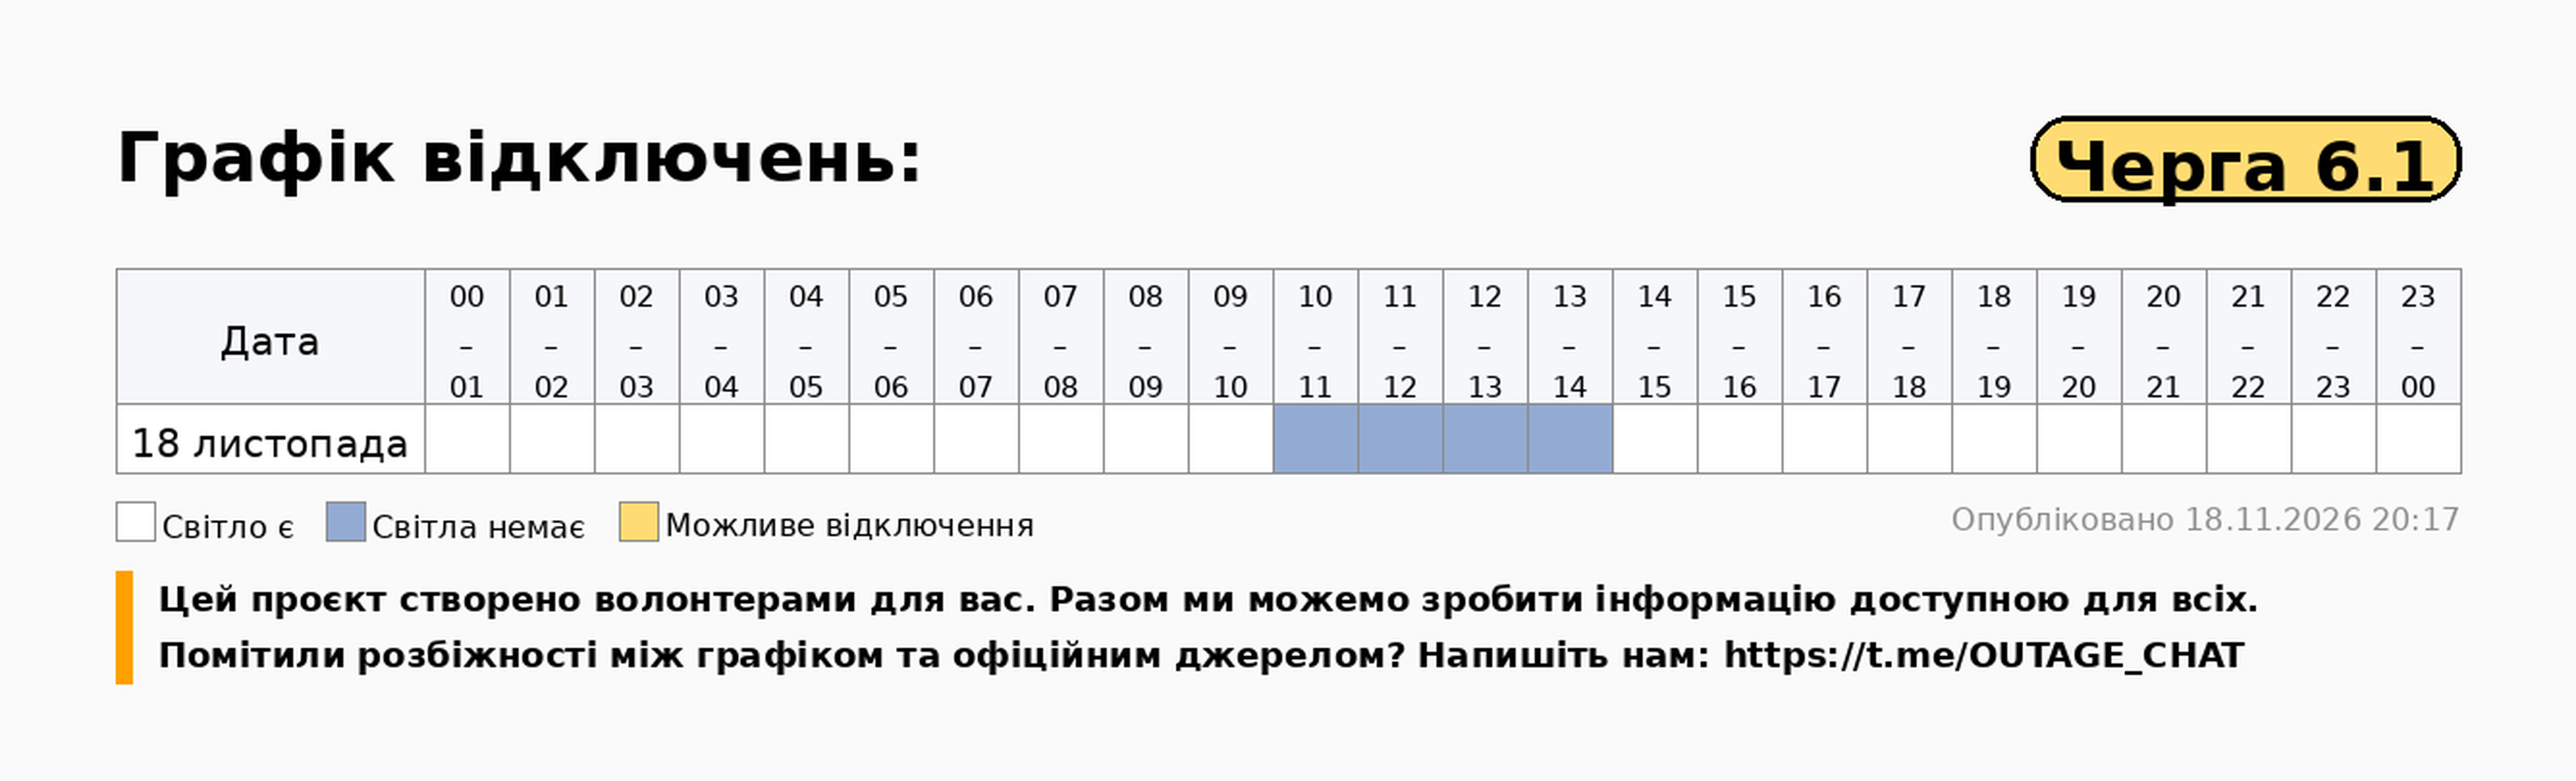 Графік відключень:
Черга 6.1
Дата 00 – 01 01 – 02 02 – 03 03 – 04 04 – 05 05 – 06 06 – 07 07 – 08 08 – 09 09 – 10 10 – 11 11 – 12 12 – 13 13 – 14 14 – 15 15 – 16 16 – 17 17 – 18 18 – 19 19 – 20 20 – 21 21 – 22 22 – 23 23 – 00
18 листопада
Світло є Світла немає Можливе відключення
Опубліковано 18.11.2026 20:17
Цей проєкт створено волонтерами для вас. Разом ми можемо зробити інформацію доступною для всіх.
Помітили розбіжності між графіком та офіційним джерелом? Напишіть нам: https://t.me/OUTAGE_CHAT